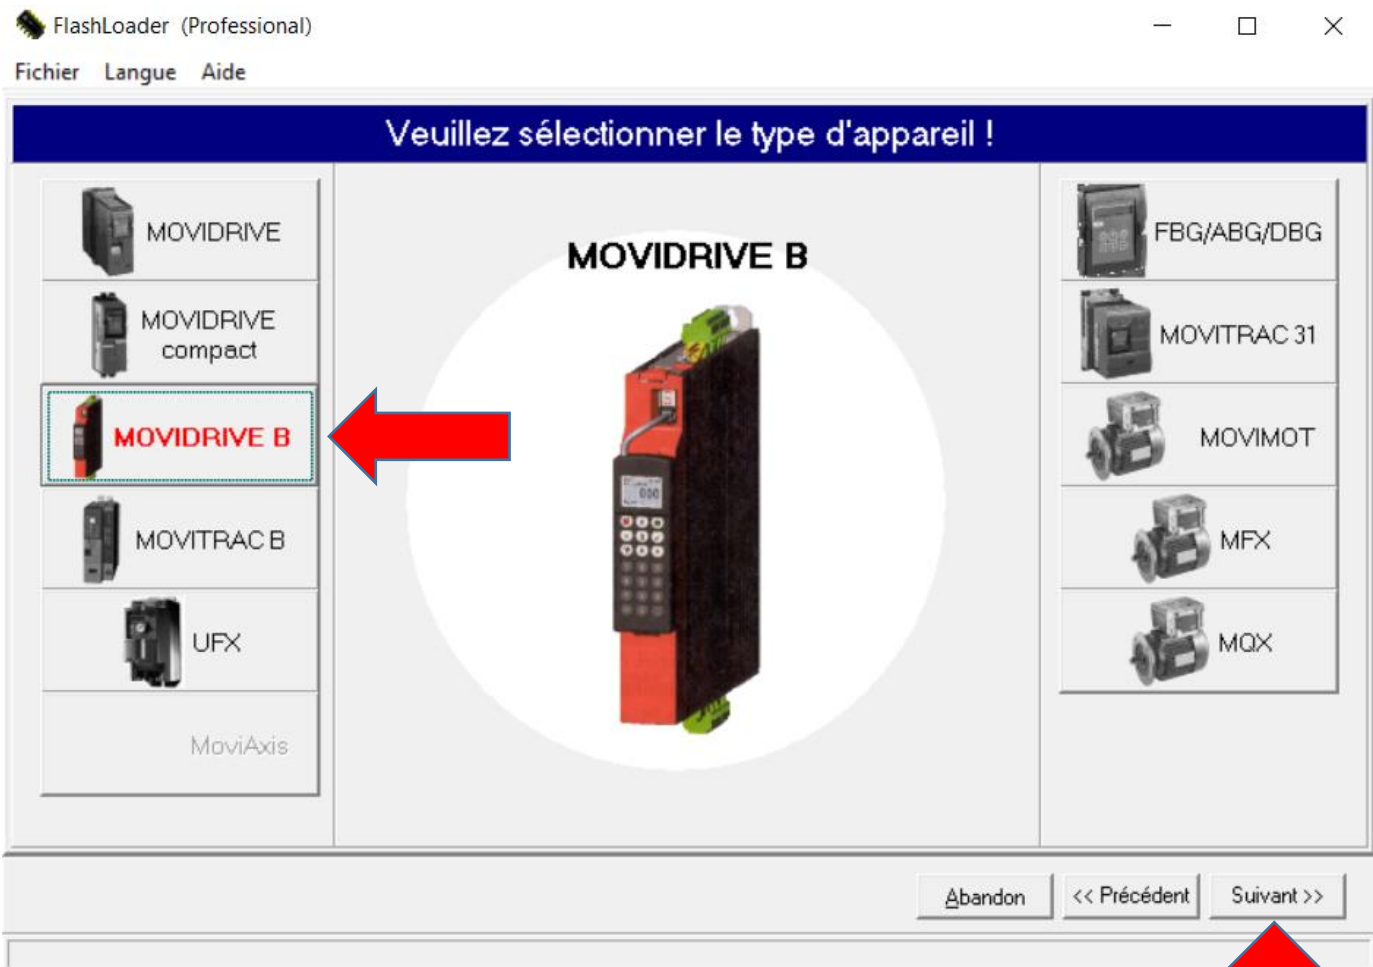 FlashLoader (Professional)
Fichier Langue Aide
Veuillez sélectionner le type d'appareil !
MOVIDRIVE
MOVIDRIVE
compact
MOVIDRIVE B
MOVITRAC B
UFX
MoviAxis
MOVIDRIVE B
000
FBG/ABG/DBG
MOVITRAC 31
MOVIMOT
MFX
MQX
Abandon
<< Précédent
Suivant >>